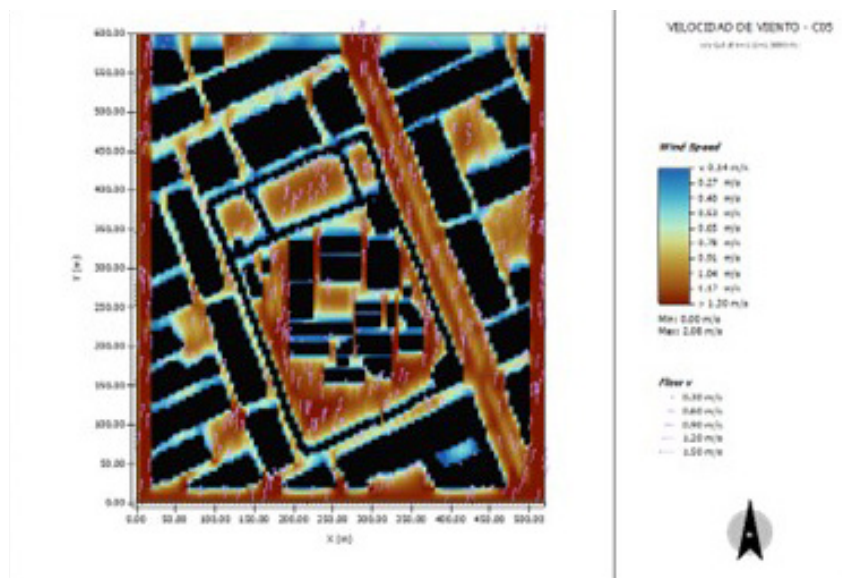 VELOCIDAD DE VIENTO - C05
600.00
550.00
500.00
450.00
400.00
350.00
300.00
250.00
200.00
150.00
100.00
50.00
0.00
Y (m)
0.00 50.00 100.00 150.00 200.00 250.00 300.00 350.00 400.00 450.00 500.00
X (m)
Wind Speed
< 0.14 m/s
0.27 m/s
0.40 m/s
0.53 m/s
0.65 m/s
0.78 m/s
0.91 m/s
1.04 m/s
1.17 m/s
> 1.30 m/s
Min: 0.00 m/s
Max: 2.08 m/s
Flow v
0.30 m/s
0.60 m/s
0.90 m/s
1.20 m/s
1.50 m/s